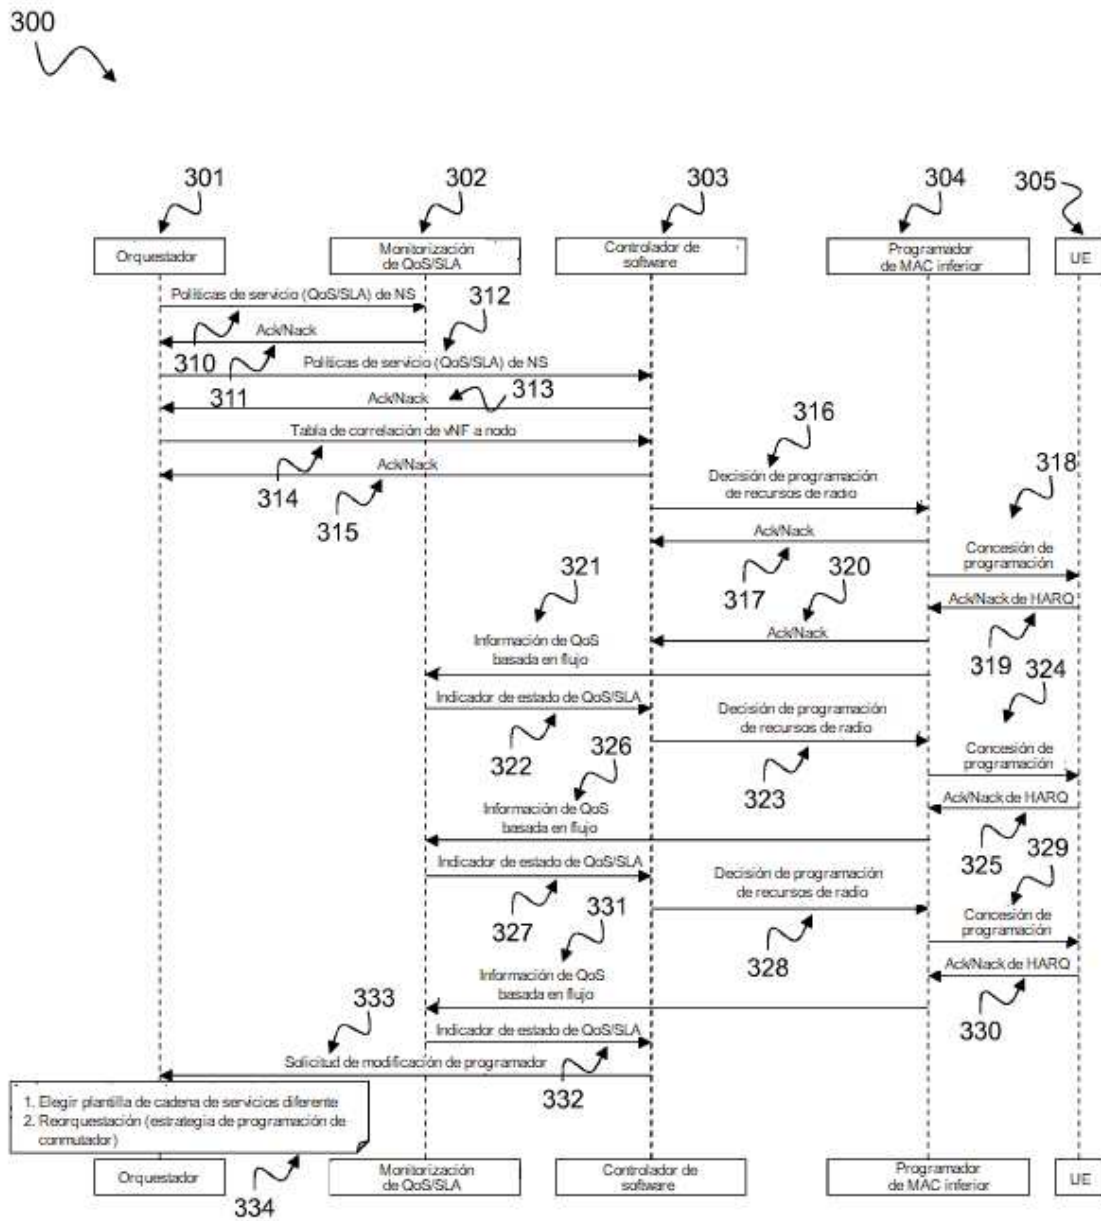 300
301
302
303
304
305
Orquestador
Monitorización
de QoS/SLA
Controlador de
software
Programador
de MAC inferior
UE
Políticas de servicio (QoS/SLA) de NS
312
310
Ack/Nack
311
Políticas de servicio (QoS/SLA) de NS
313
Ack/Nack
Tabla de correlación de vNF a nodo
314
Ack/Nack
315
316
Decisión de programación
de recursos de radio
318
Ack/Nack
317
Concesión de
programación
320
Ack/Nack de HARQ
319
Ack/Nack
321
Información de QoS
basada en flujo
324
Indicador de estado de QoS/SLA
322
Decisión de programación
de recursos de radio
323
Concesión de
programación
326
Ack/Nack de HARQ
325
Información de QoS
basada en flujo
329
Indicador de estado de QoS/SLA
327
Decisión de programación
de recursos de radio
328
Concesión de
programación
331
Ack/Nack de HARQ
330
Información de QoS
basada en flujo
333
Indicador de estado de QoS/SLA
332
Solicitud de modificación de programador
1. Elegir plantilla de cadena de servicios diferente
2. Reorquestación (estrategia de programación de
conmutador)
334
Orquestador
Monitorización
de QoS/SLA
Controlador de
software
Programador
de MAC inferior
UE